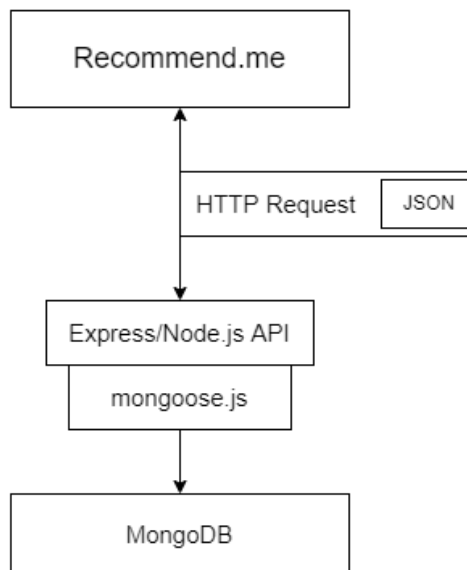 Recommend.me
HTTP Request
JSON
Express/Node.js API
mongoose.js
MongoDB